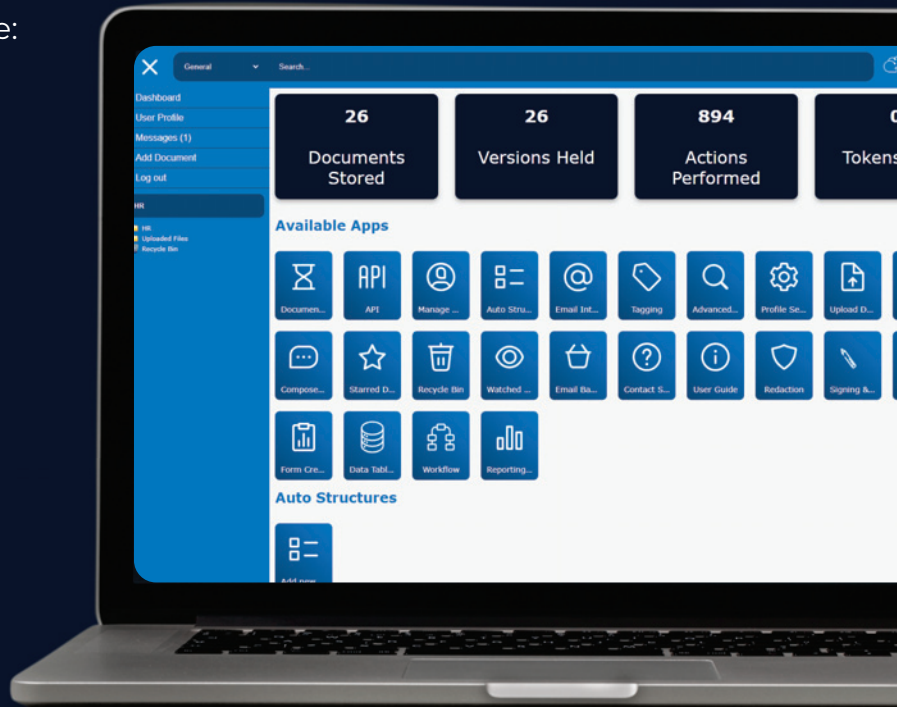 e:
General
Search...
Dashboard
User Profile
Messages (1)
Add Document
Log out
HR
HR
Uploaded Files
Recycle Bin
26
Documents
Stored
26
Versions Held
894
Actions
Performed
Tokens
Available Apps
Documen...
API
API
Manage ...
Auto Stru...
Email Int...
Tagging
Advanced...
Profile Se...
Upload D...
Compose...
Starred D...
Recycle Bin
Watched ...
Email Ba...
Contact S...
User Guide
Redaction
Signing &...
Form Cre...
Data Tabl...
Workflow
Reporting...
Auto Structures
Add new